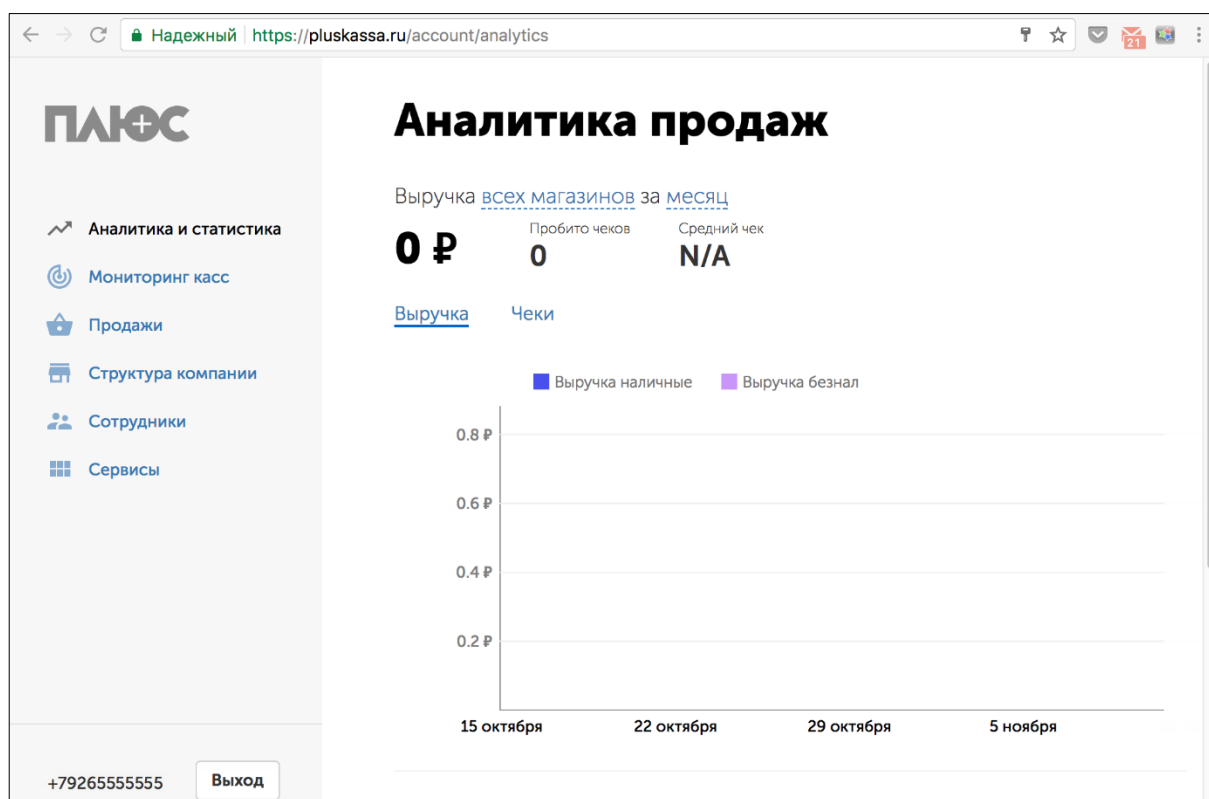 Надежный https://pluskassa.ru/account/analytics
21
ПЛЮС
Аналитика продаж
Выручка всех магазинов за месяц
Пробито чеков Средний чек
0 ₽ 0 N/A
Аналитика и статистика
Мониторинг касс
Продажи
Структура компании
Сотрудники
Сервисы
Выручка Чеки
Выручка наличные Выручка безнал
0.8 ₽
0.6 ₽
0.4 ₽
0.2 ₽
15 октября 22 октября 29 октября 5 ноября
+79265555555 Выход